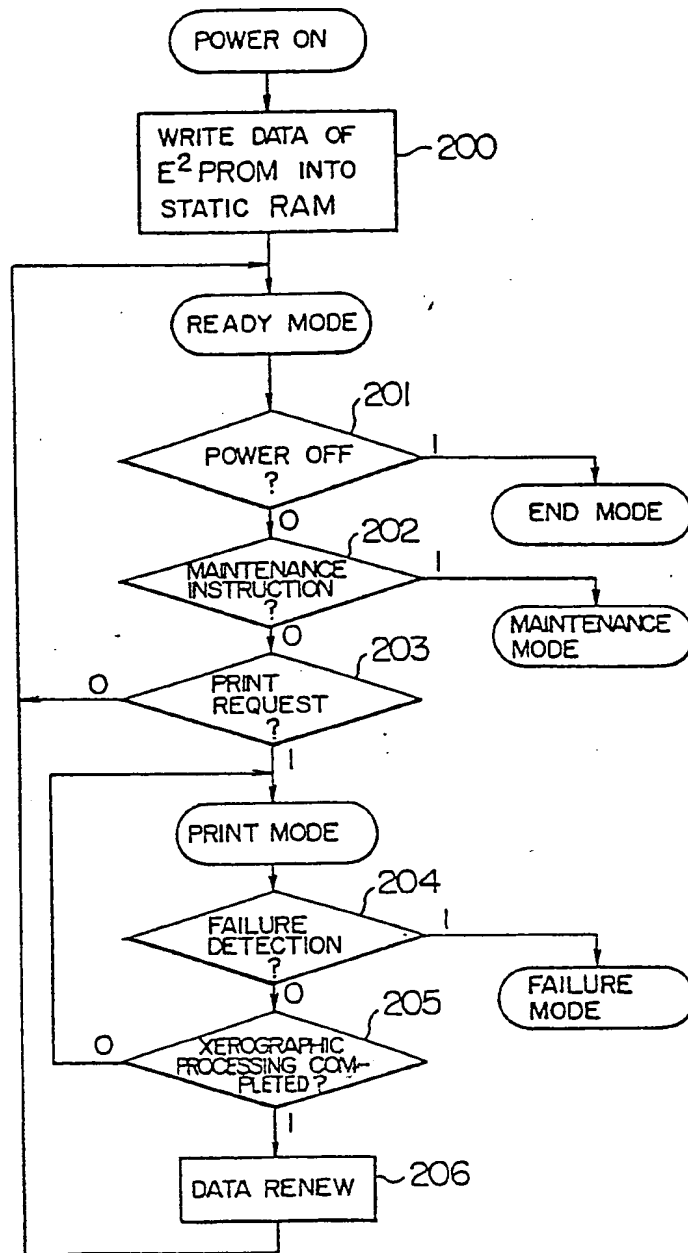 POWER ON
WRITE DATA OF
E² PROM INTO
STATIC RAM
200
READY MODE
201
POWER OFF
?
1
0
END MODE
202
MAINTENANCE
INSTRUCTION
?
1
0
MAINTENANCE
MODE
203
PRINT
REQUEST
?
0
1
PRINT MODE
204
FAILURE
DETECTION
?
1
0
FAILURE
MODE
205
XEROGRAPHIC
PROCESSING COM-
PLETED?
0
1
DATA RENEW
206